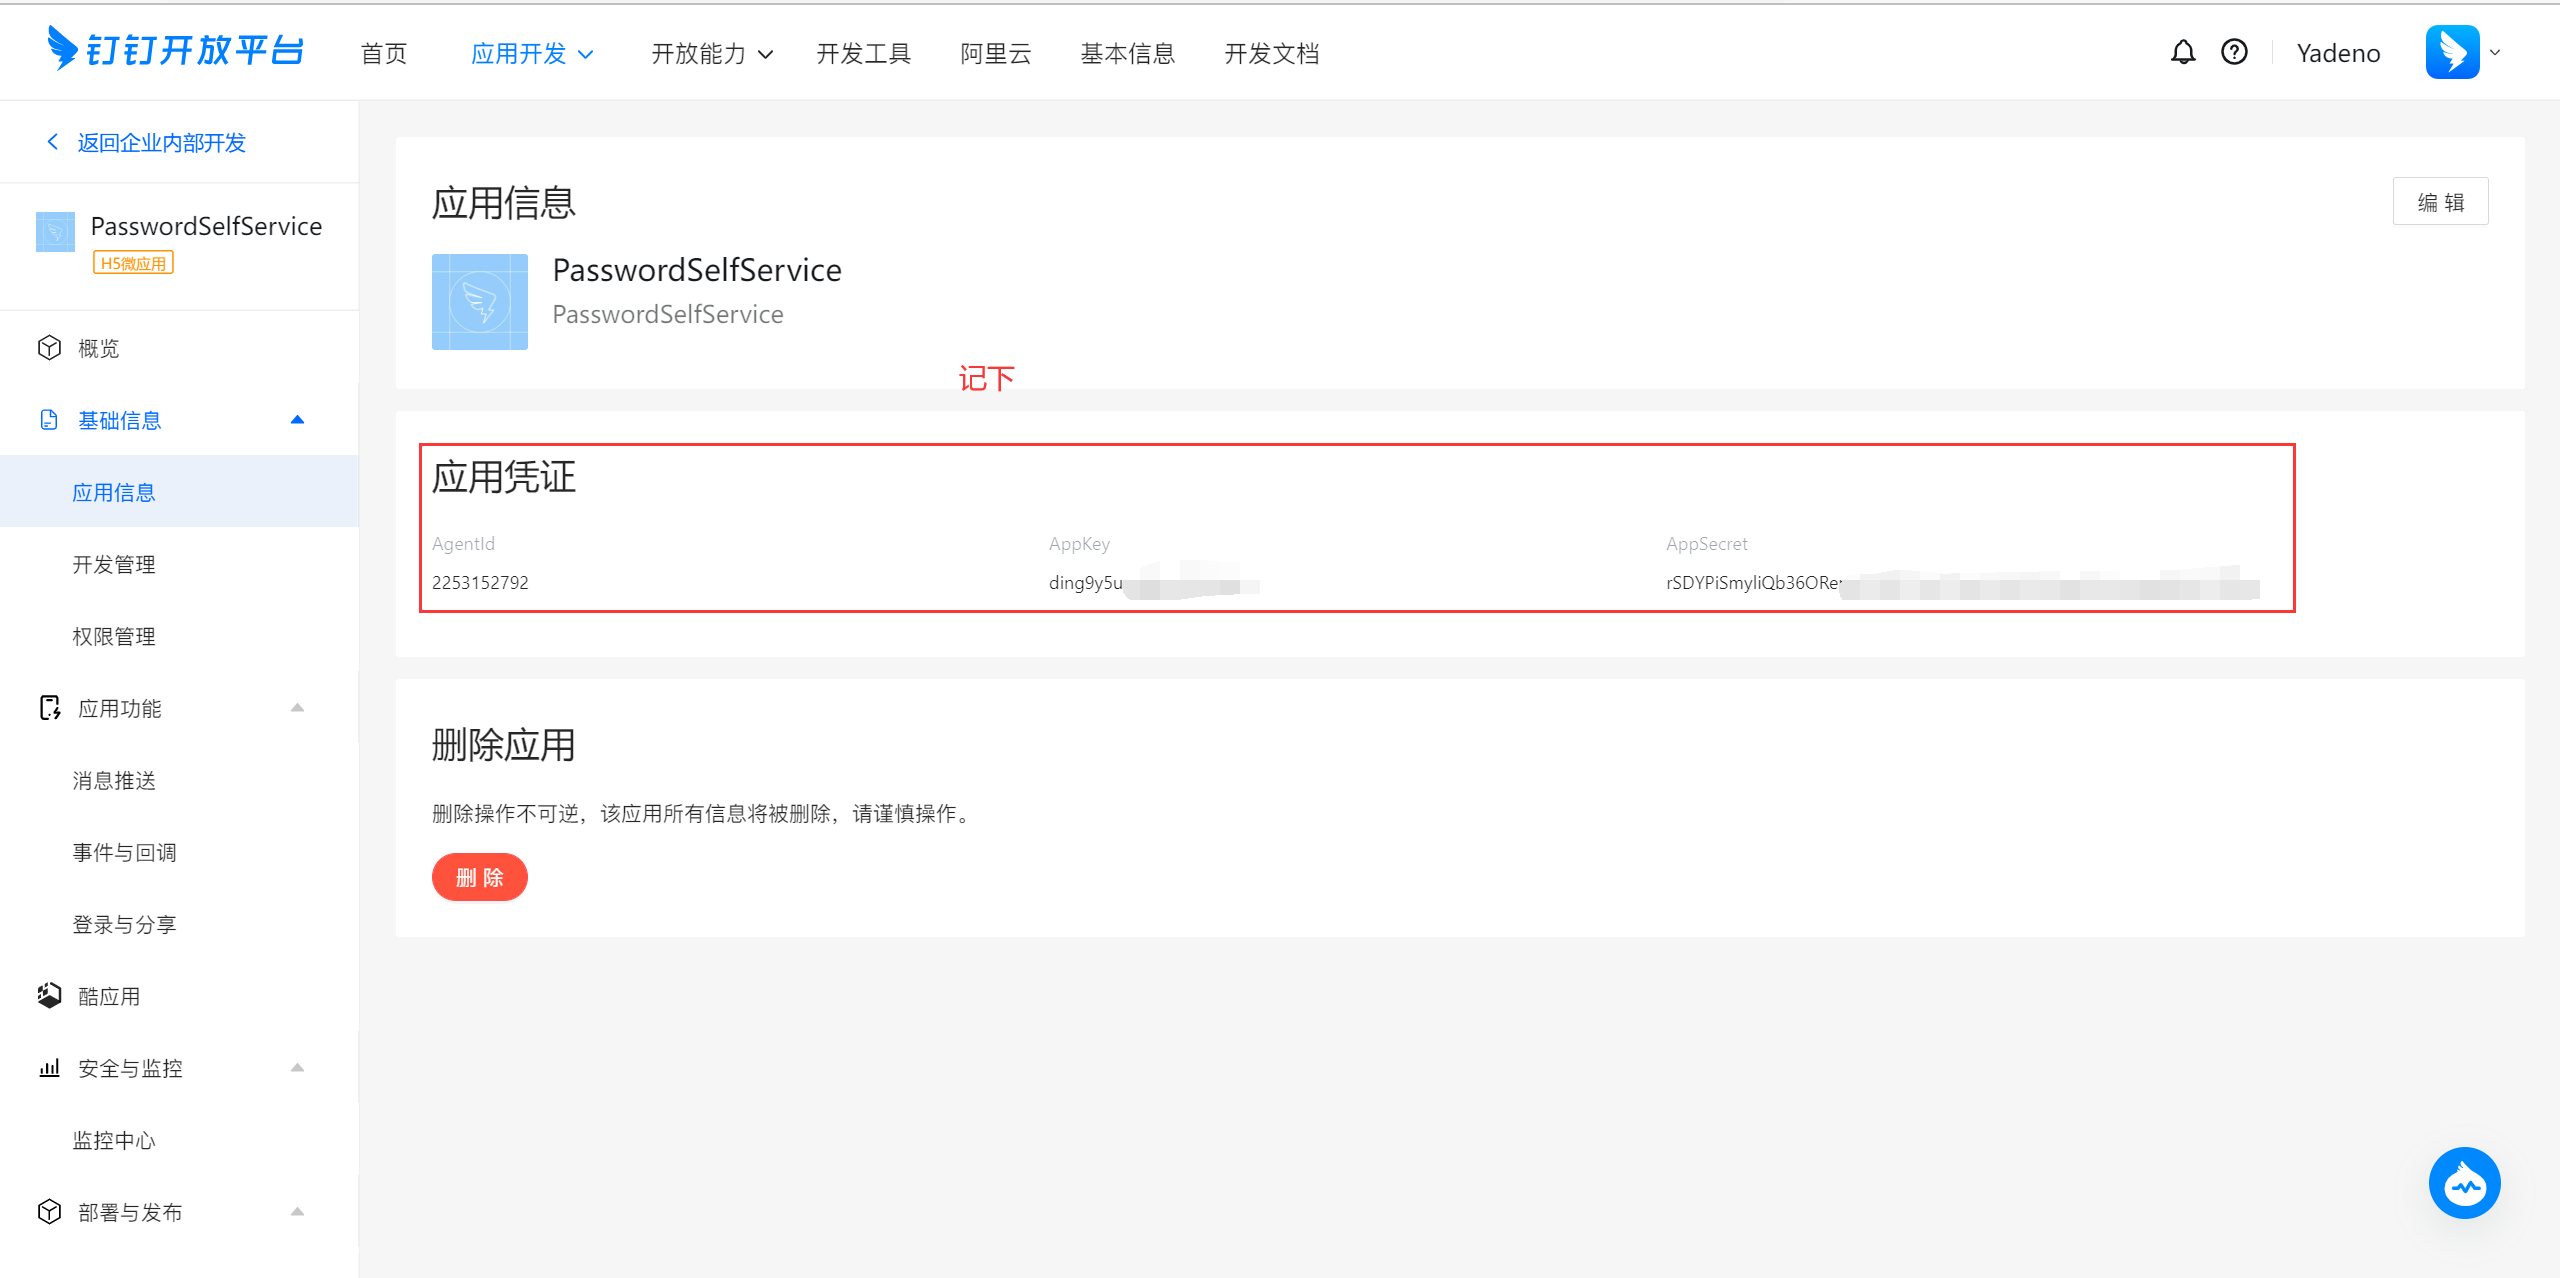 钉钉开放平台
首页
应用开发
开放能力
开发工具
阿里云
基本信息
开发文档
Yadeno
返回企业内部开发
PasswordSelfService
H5微应用
概览
基础信息
应用信息
开发管理
权限管理
应用功能
消息推送
事件与回调
登录与分享
酷应用
安全与监控
监控中心
部署与发布
应用信息
编 辑
PasswordSelfService
PasswordSelfService
记下
应用凭证
AgentId
AppKey
AppSecret
2253152792
ding9y5u
rSDYPiSmyliQb36ORe
删除应用
删除操作不可逆，该应用所有信息将被删除，请谨慎操作。
删 除